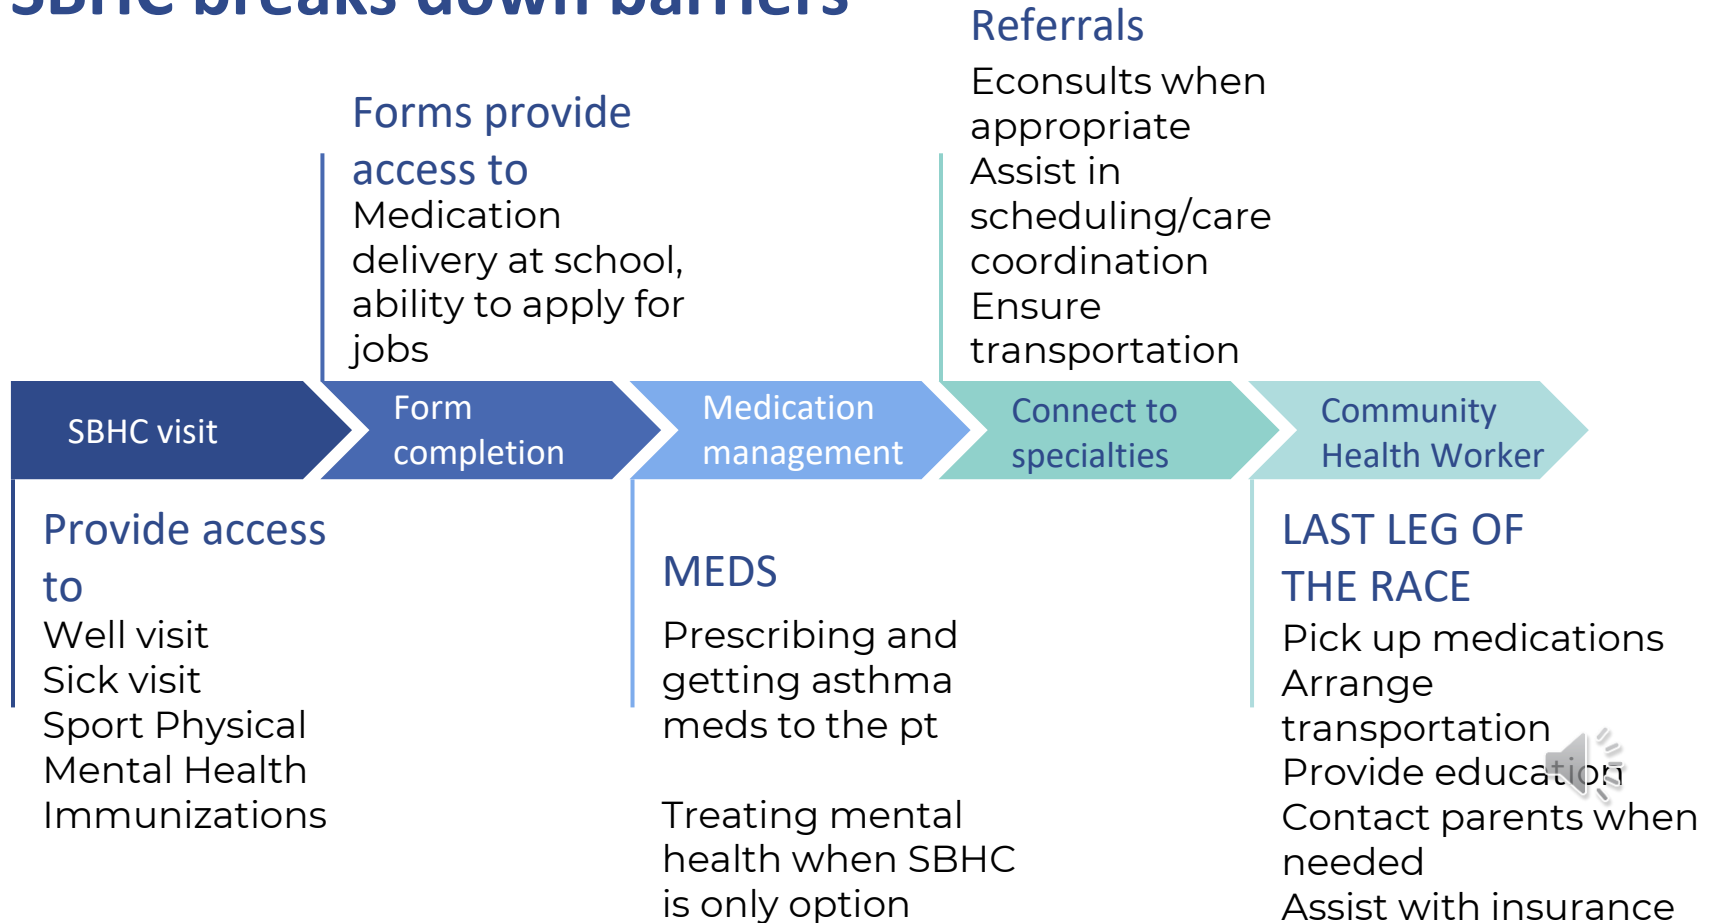 SBHC breaks down barriers
Referrals
Econsults when
appropriate
Assist in
scheduling/care
coordination
Ensure
transportation
Forms provide
access to
Medication
delivery at school,
ability to apply for
jobs
SBHC visit
Form
completion
Medication
management
Connect to
specialties
Community
Health Worker
Provide access
to
Well visit
Sick visit
Sport Physical
Mental Health
Immunizations
MEDS
Prescribing and
getting asthma
meds to the pt
Treating mental
health when SBHC
is only option
LAST LEG OF
THE RACE
Pick up medications
Arrange
transportation
Provide education
Contact parents when
needed
Assist with insurance